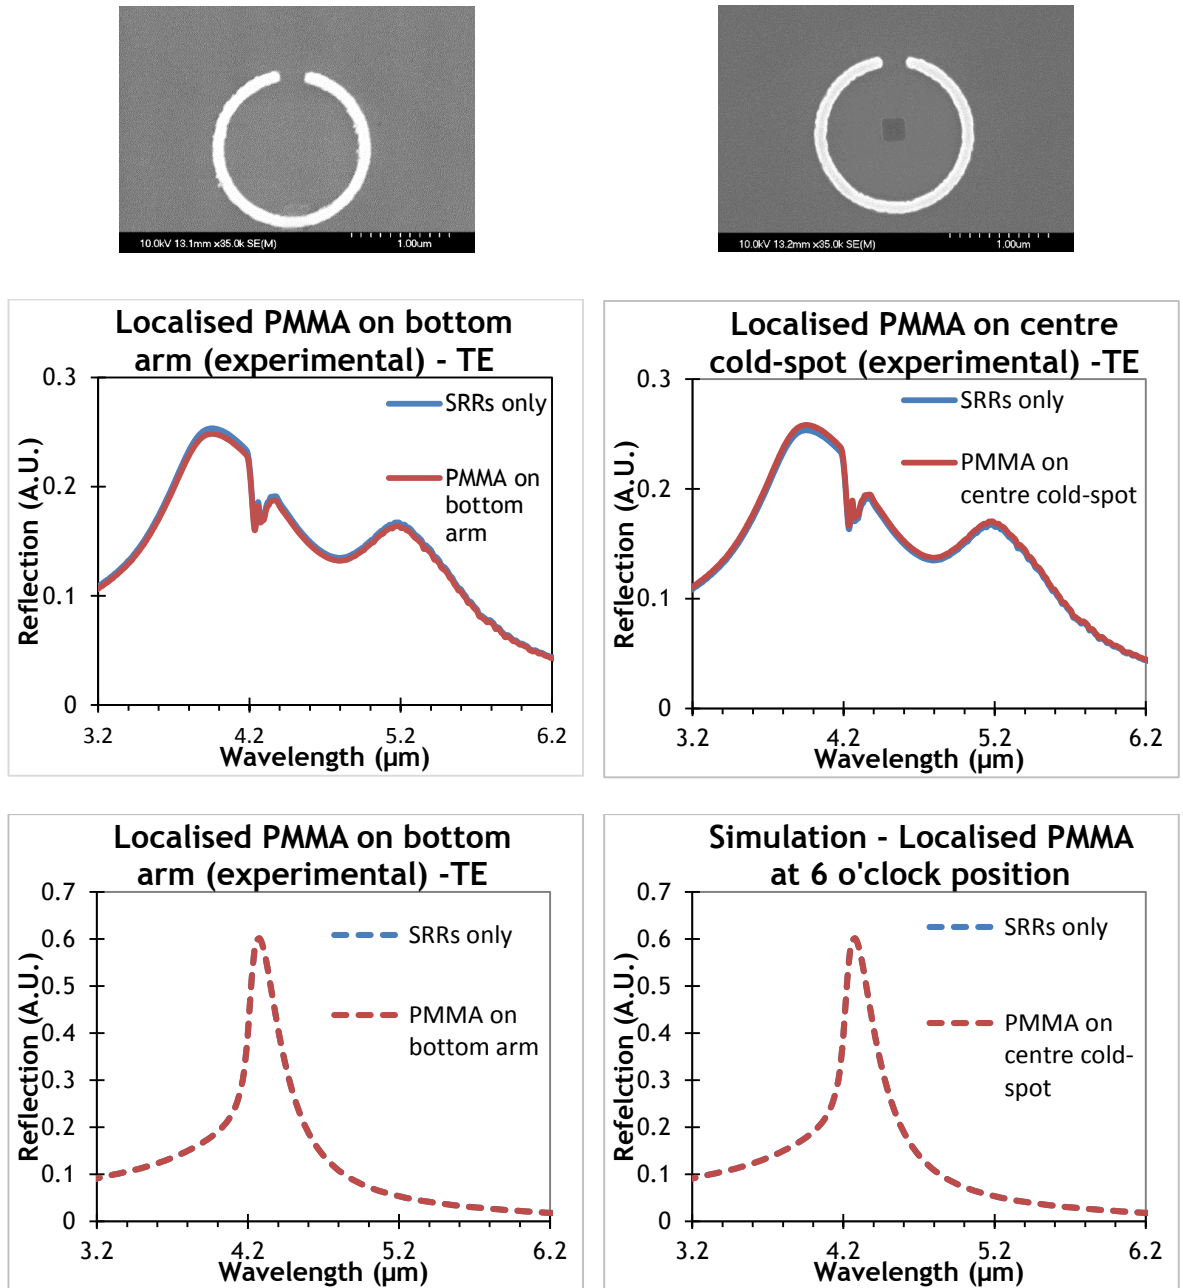 10.0kV 13.1mm x35.0k SE(M)
1.00um
10.0kV 13.2mm x35.0k SE(M)
1.00um
Localised PMMA on bottom
arm (experimental) - TE
0.3
0.2
0.1
0
Reflection (A.U.)
SRRs only
PMMA on
bottom
arm
3.2
4.2
5.2
6.2
Wavelength (µm)
Localised PMMA on centre
cold-spot (experimental) -TE
0.3
0.2
0.1
0
Reflection (A.U.)
SRRs only
PMMA on
centre cold-spot
3.2
4.2
5.2
6.2
Wavelength (µm)
Localised PMMA on bottom
arm (experimental) -TE
0.7
0.6
0.5
0.4
0.3
0.2
0.1
0
Reflection (A.U.)
SRRs only
PMMA on
bottom arm
3.2
4.2
5.2
6.2
Wavelength (µm)
Simulation - Localised PMMA
at 6 o'clock position
0.7
0.6
0.5
0.4
0.3
0.2
0.1
0
Refelction (A.U.)
SRRs only
PMMA on
centre cold-
spot
3.2
4.2
5.2
6.2
Wavelength (µm)